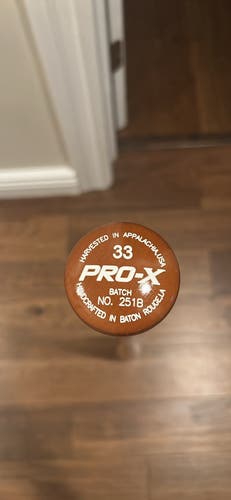 HARVESTED IN APPALACHIA,USA
33
PRO-X
BATCH
NO. 251B
HANDCRAFTED IN BATON ROUGE,LA